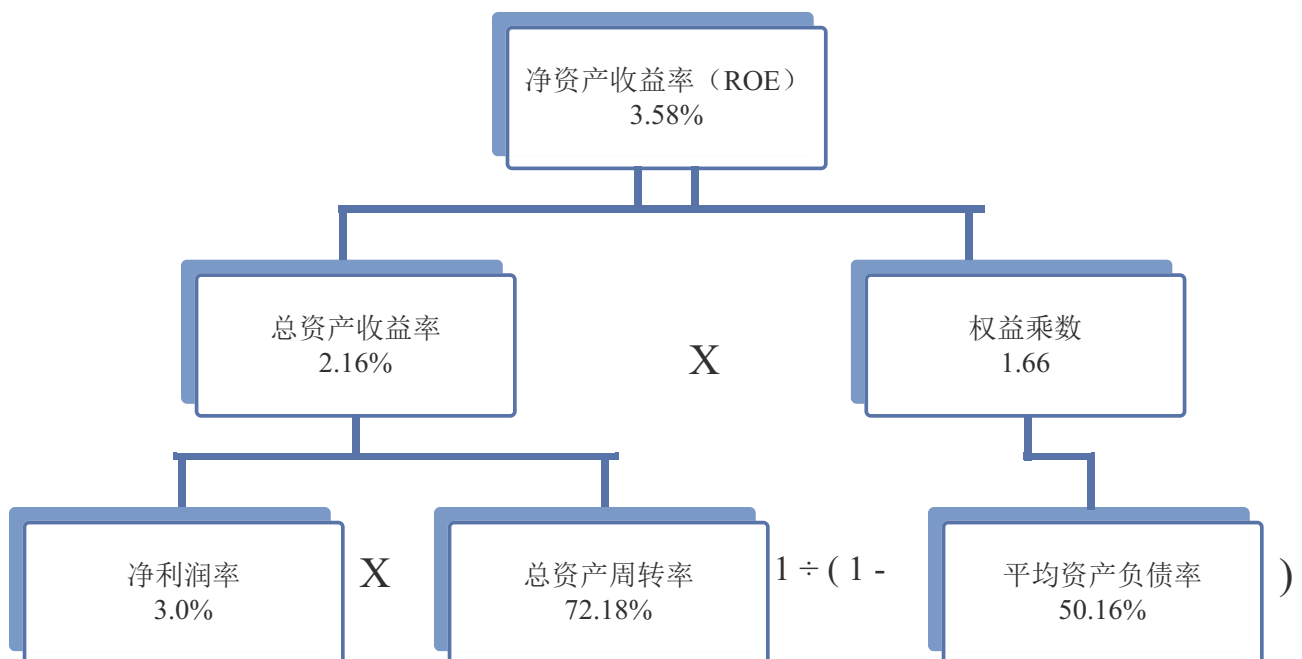 净资产收益率（ROE）
3.58%
总资产收益率
2.16%
X
权益乘数
1.66
净利润率
3.0%
X
总资产周转率
72.18%
1 ÷ ( 1 -
平均资产负债率
50.16%
)